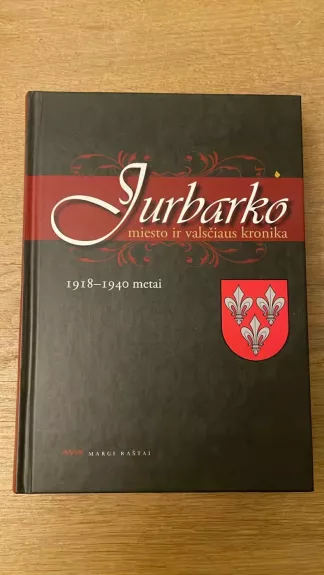 Jurbarko
miesto ir valsčiaus kronika
1918–1940 metai
MARGI RAŠTAI